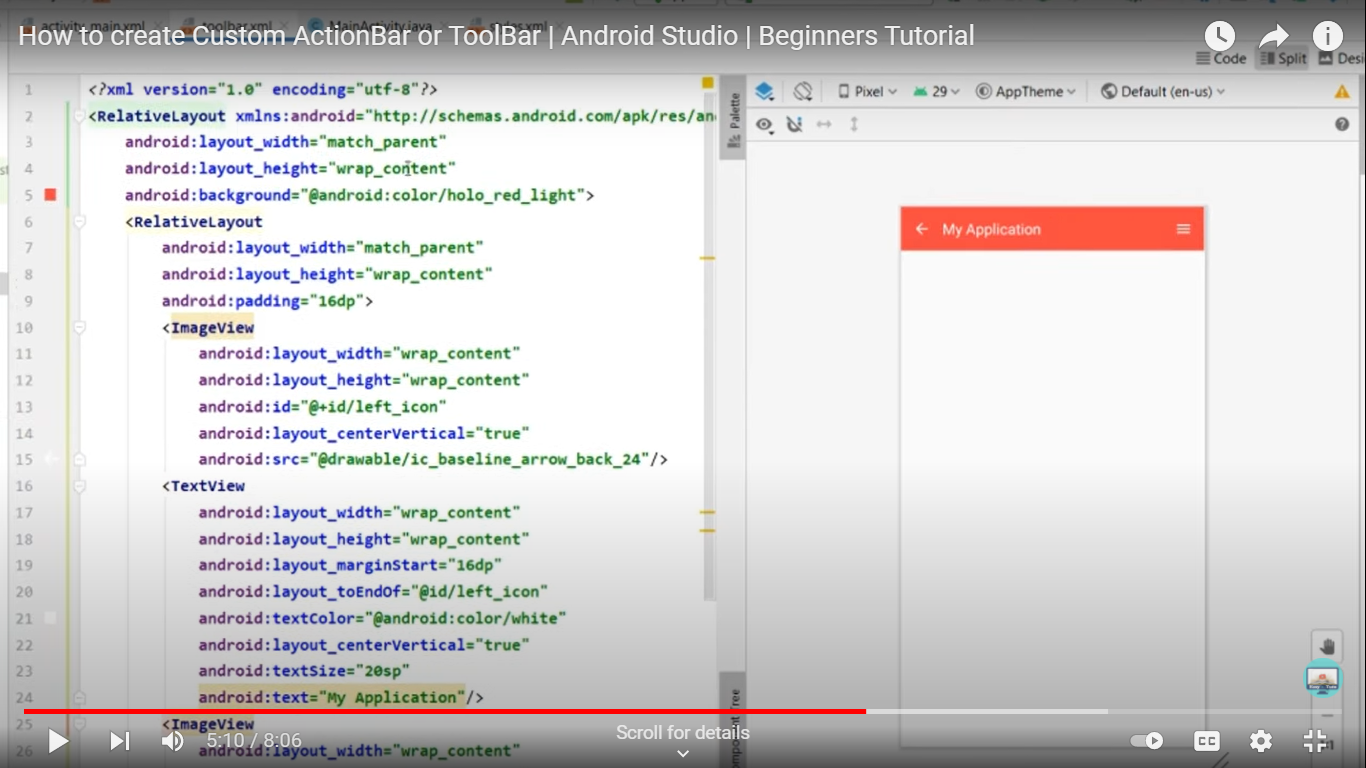 activity_main.xml toolbar.xml MainActivity.java styles.xml
How to create Custom ActionBar or ToolBar | Android Studio | Beginners Tutorial
Code Split Desi
Pixel 29 AppTheme Default (en-us)
Palette
1 <?xml version="1.0" encoding="utf-8"?>
2 <RelativeLayout xmlns:android="http://schemas.android.com/apk/res/an
3 android:layout_width="match_parent"
4 android:layout_height="wrap_content"
5 android:background="@android:color/holo_red_light">
6 <RelativeLayout
7 android:layout_width="match_parent"
8 android:layout_height="wrap_content"
9 android:padding="16dp">
10 <ImageView
11 android:layout_width="wrap_content"
12 android:layout_height="wrap_content"
13 android:id="@+id/left_icon"
14 android:layout_centerVertical="true"
15 android:src="@drawable/ic_baseline_arrow_back_24"/>
16 <TextView
17 android:layout_width="wrap_content"
18 android:layout_height="wrap_content"
19 android:layout_marginStart="16dp"
20 android:layout_toEndOf="@id/left_icon"
21 android:textColor="@android:color/white"
22 android:layout_centerVertical="true"
23 android:textSize="20sp"
24 android:text="My Application"/>
25 <ImageView
26 android:layout_width="wrap_content"
My Application
omponent Tree
5:10 / 8:06
Scroll for details
CC